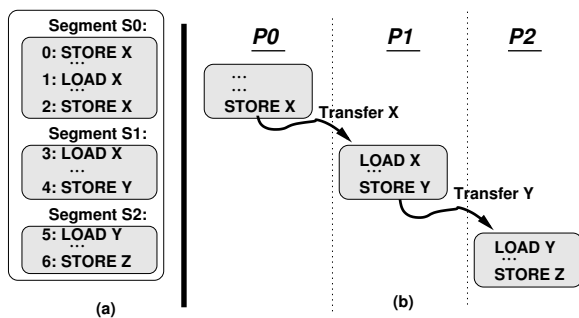 Segment S0:
0: STORE X
...
1: LOAD X
...
2: STORE X
Segment S1:
3: LOAD X
...
4: STORE Y
Segment S2:
5: LOAD Y
...
6: STORE Z
(a)
P0
P1
P2
...
...
STORE X
Transfer X
LOAD X
...
STORE Y
Transfer Y
LOAD Y
...
STORE Z
(b)